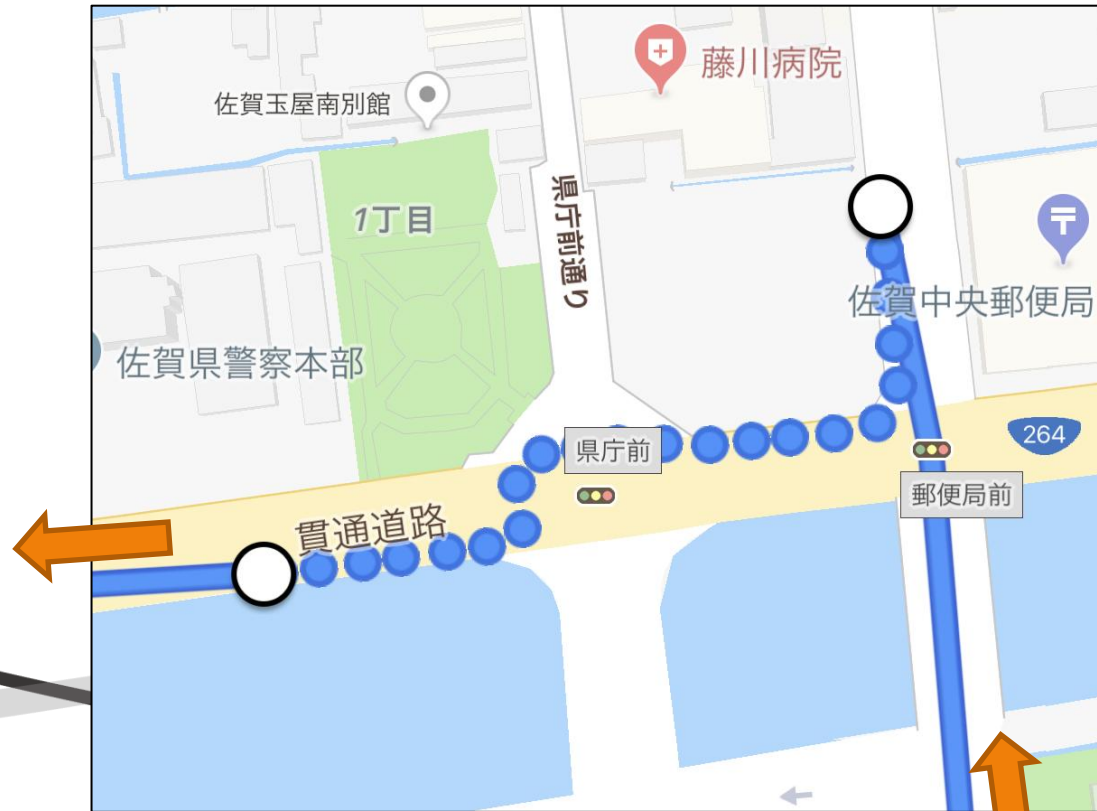 藤川病院
佐賀玉屋南別館
県庁前通り
1丁目
佐賀中央郵便局
佐賀県警察本部
264
県庁前
郵便局前
貫通道路